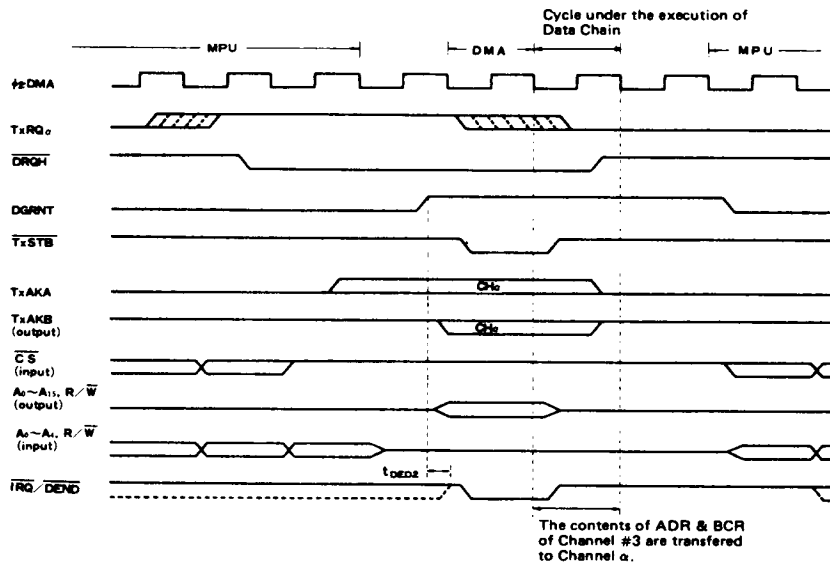 Cycle under the execution of
Data Chain
MPU
DMA
MPU
φ2DMA
TxRQα
DRQH
DGRNT
TxSTB
TxAKA
CHα
TxAKB
(output)
CHα
CS
(input)
A0~A15, R/W
(output)
A0~A4, R/W
(input)
tDED2
IRQ/DEND
The contents of ADR & BCR
of Channel #3 are transfered
to Channel α.